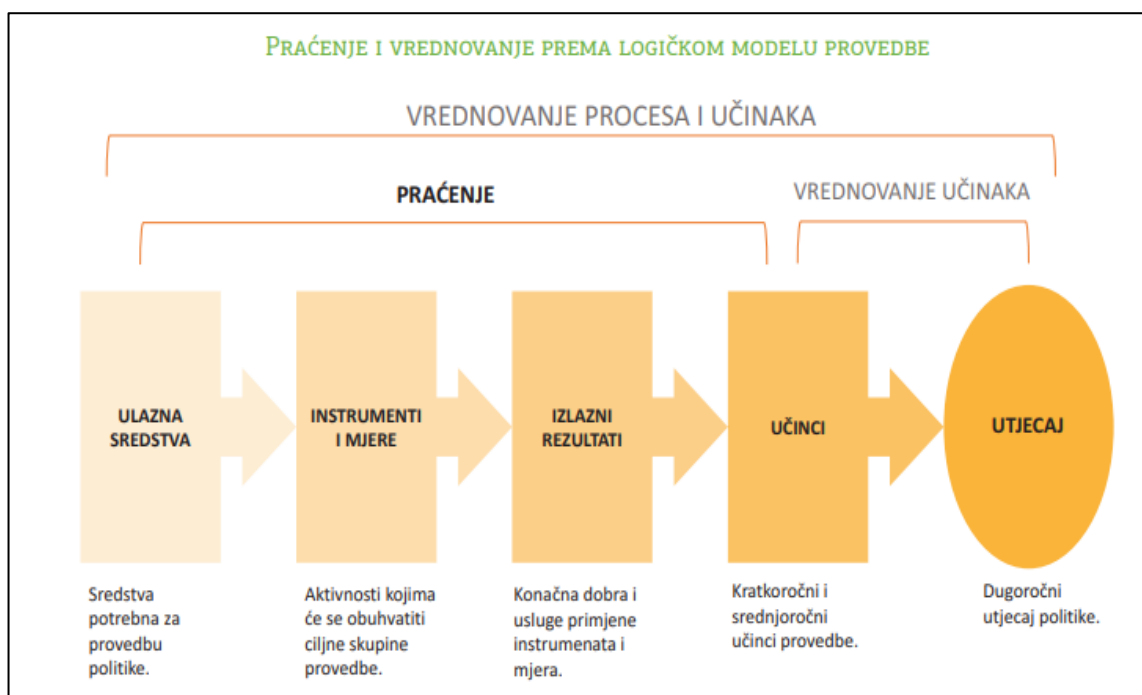 PRAĆENJE I VREDNOVANJE PREMA LOGIČKOM MODELU PROVEDBE
VREDNOVANJE PROCESA I UČINAKA
PRAĆENJE
VREDNOVANJE UČINAKA
ULAZNA
SREDSTVA
INSTRUMENTI
I MJERE
IZLAZNI
REZULTATI
UČINCI
UTJECAJ
Sredstva
potrebna za
provedbu
politike.
Aktivnosti kojima
će se obuhvatiti
ciljne skupine
provedbe.
Konačna dobra i
usluge primjene
instrumenata i
mjera.
Kratkoročni i
srednjoročni
učinci provedbe.
Dugoročni
utjecaj politike.